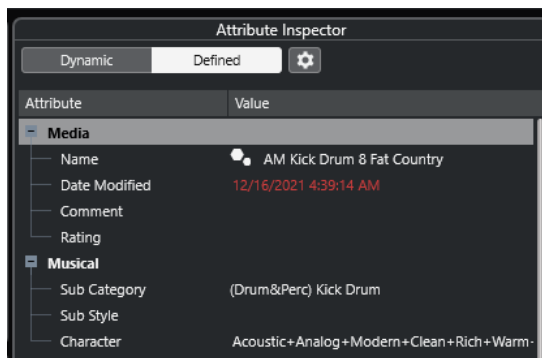 Attribute Inspector
Dynamic Defined
Attribute Value
Media
Name AM Kick Drum 8 Fat Country
Date Modified 12/16/2021 4:39:14 AM
Comment
Rating
Musical
Sub Category (Drum&Perc) Kick Drum
Sub Style
Character Acoustic+Analog+Modern+Clean+Rich+Warm-